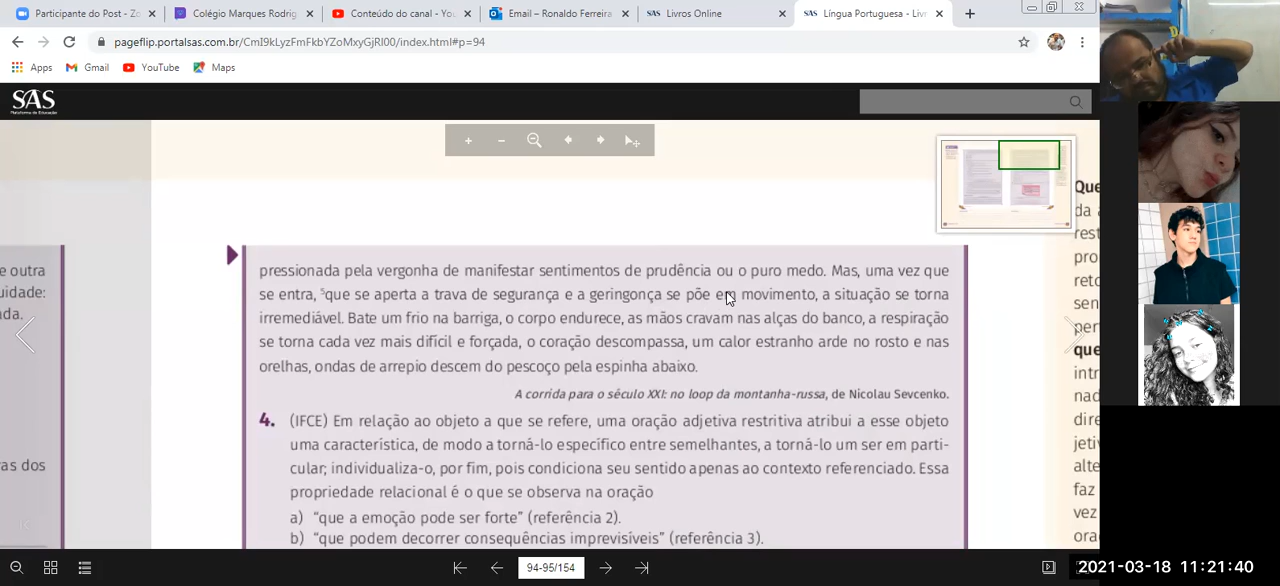 Participante do Post - Zo
Colégio Marques Rodrig
Conteúdo do canal - You
Email – Ronaldo Ferreira
SAS Livros Online
SAS Língua Portuguesa - Livr
pageflip.portalsas.com.br/CmI9kLyzFmFkbYZoMxyGjRI00/index.html#p=94
Apps Gmail YouTube Maps
SAS
Plataforma de Educação
e outra
uidade:
da.
as dos
pressionada pela vergonha de manifestar sentimentos de prudência ou o puro medo. Mas, uma vez que
se entra, ⁵que se aperta a trava de segurança e a geringonça se põe em movimento, a situação se torna
irremediável. Bate um frio na barriga, o corpo endurece, as mãos cravam nas alças do banco, a respiração
se torna cada vez mais difícil e forçada, o coração descompassa, um calor estranho arde no rosto e nas
orelhas, ondas de arrepio descem do pescoço pela espinha abaixo.
A corrida para o século XXI: no loop da montanha-russa, de Nicolau Sevcenko.
4. (IFCE) Em relação ao objeto a que se refere, uma oração adjetiva restritiva atribui a esse objeto
uma característica, de modo a torná-lo específico entre semelhantes, a torná-lo um ser em parti-
cular; individualiza-o, por fim, pois condiciona seu sentido apenas ao contexto referenciado. Essa
propriedade relacional é o que se observa na oração
a) “que a emoção pode ser forte” (referência 2).
b) “que podem decorrer consequências imprevisíveis” (referência 3).
Que
da
rest
pro
reto
sen
per
que
intr
nad
dire
jeti
alte
faz
vez
ora
94-95/154
2021-03-18 11:21:40